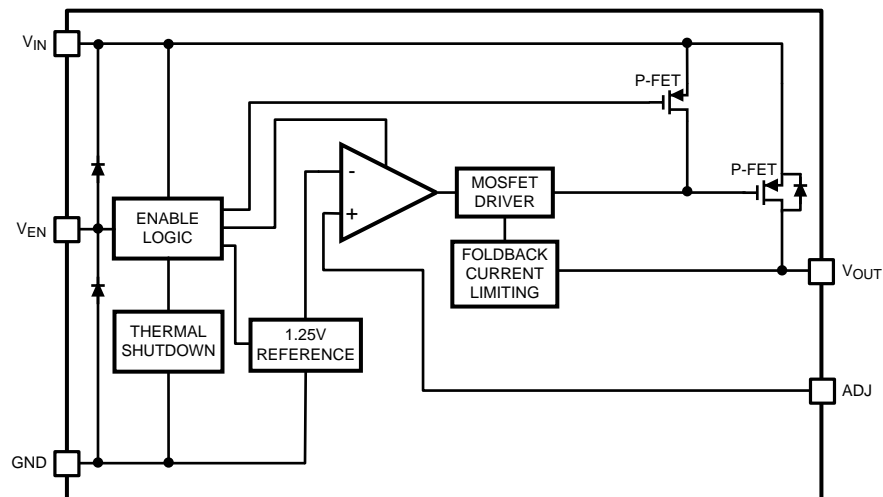 VIN
P-FET
P-FET
-
+
MOSFET
DRIVER
VEN
ENABLE
LOGIC
FOLDBACK
CURRENT
LIMITING
VOUT
THERMAL
SHUTDOWN
1.25V
REFERENCE
ADJ
GND